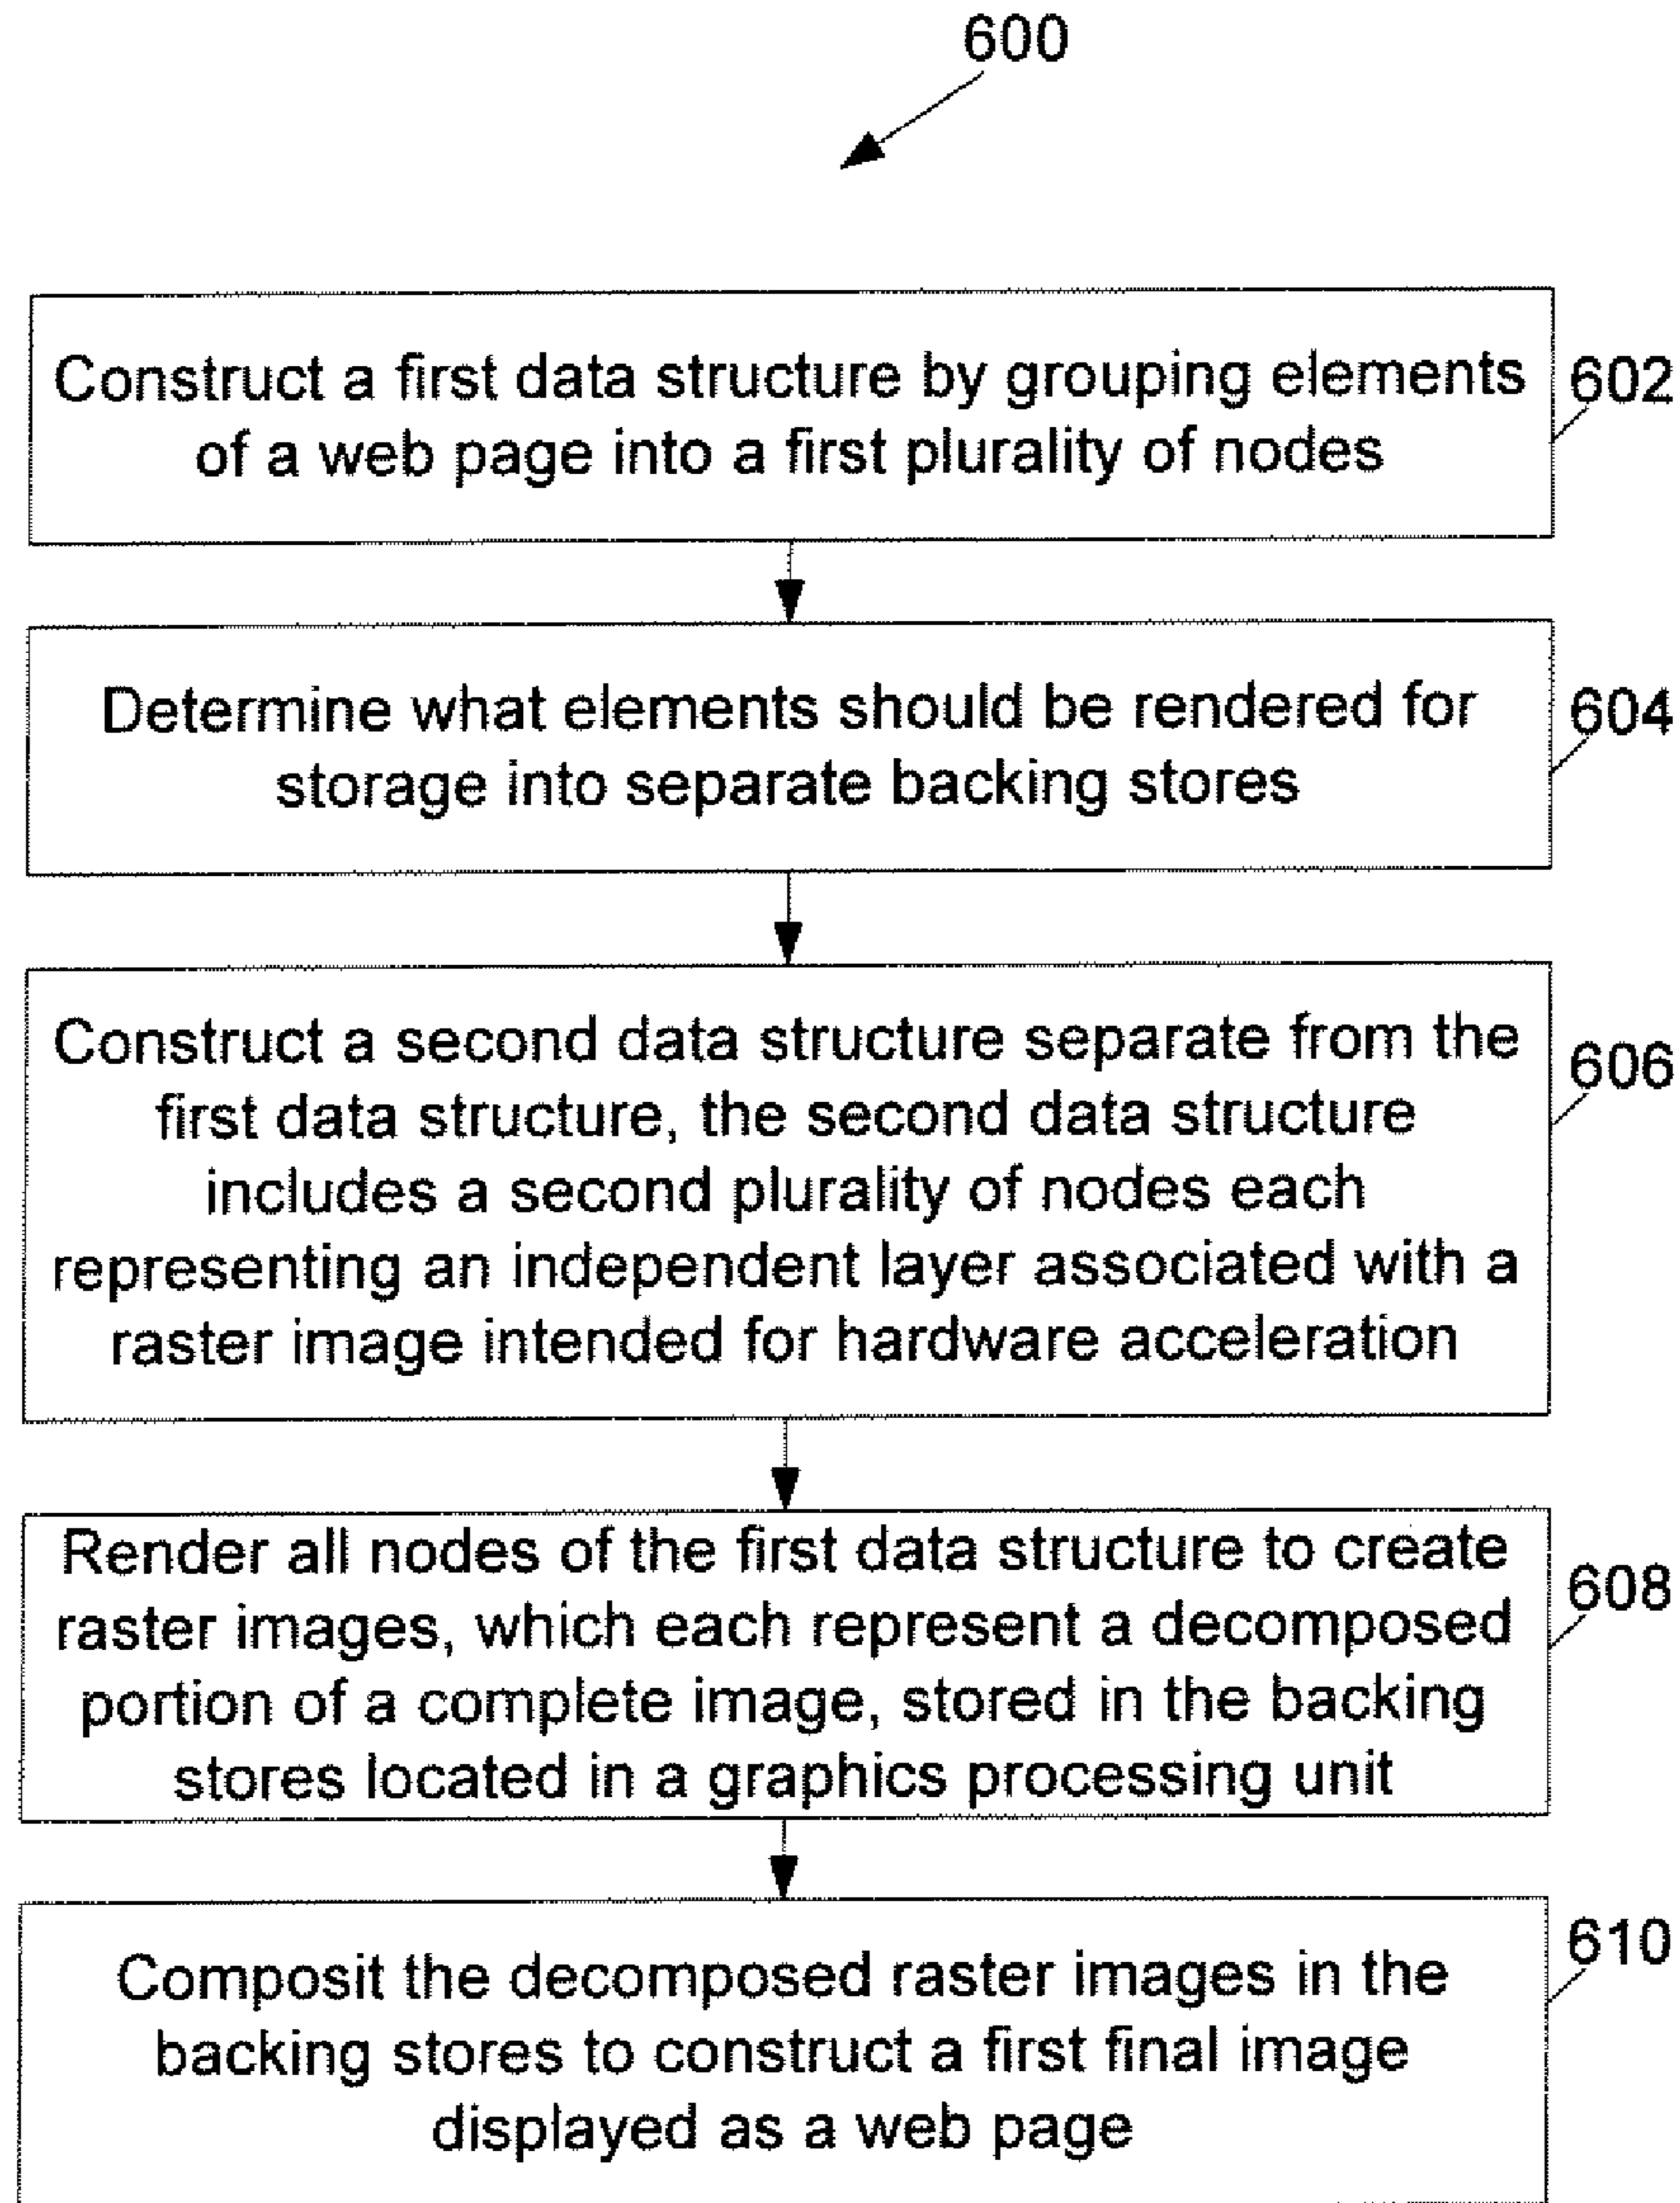 600
Construct a first data structure by grouping elements
of a web page into a first plurality of nodes
602
Determine what elements should be rendered for
storage into separate backing stores
604
Construct a second data structure separate from the
first data structure, the second data structure
includes a second plurality of nodes each
representing an independent layer associated with a
raster image intended for hardware acceleration
606
Render all nodes of the first data structure to create
raster images, which each represent a decomposed
portion of a complete image, stored in the backing
stores located in a graphics processing unit
608
Composit the decomposed raster images in the
backing stores to construct a first final image
displayed as a web page
610